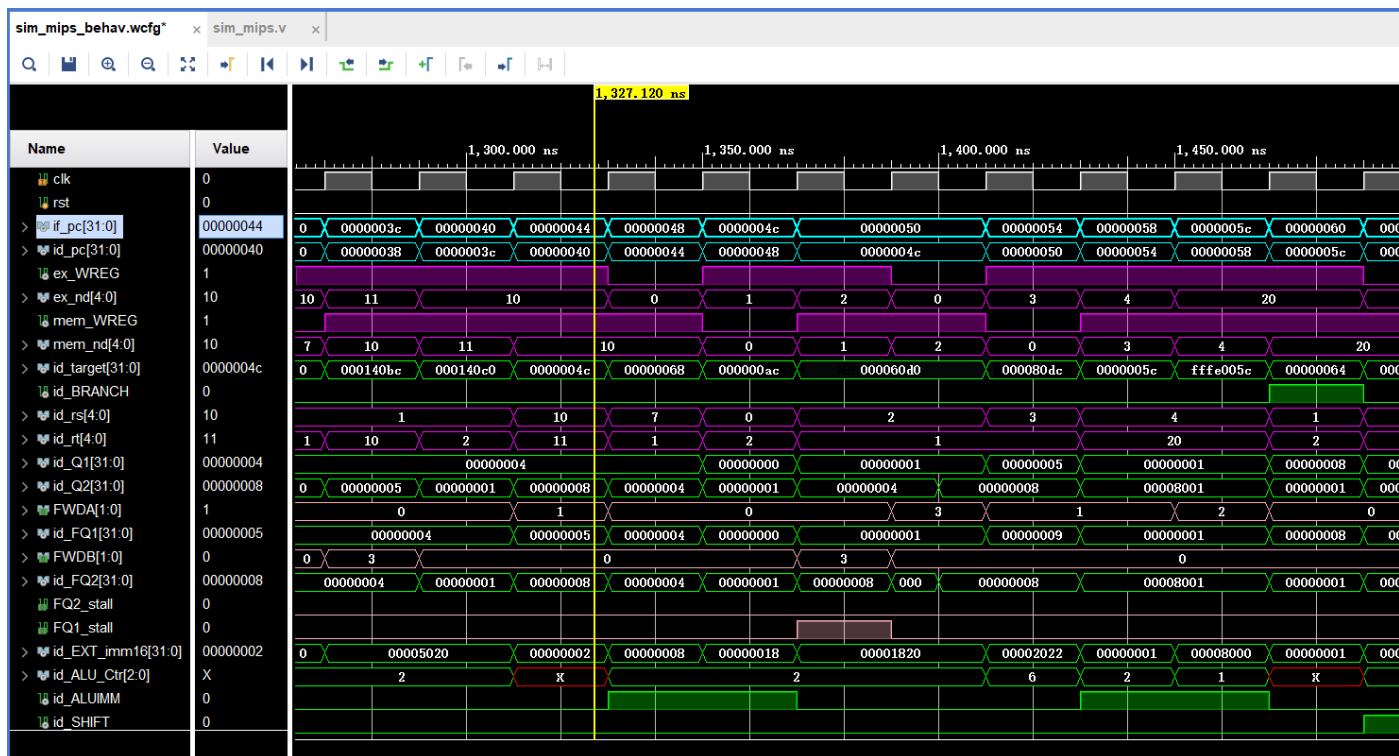 sim_mips_behav.wcfg* × sim_mips.v ×
1,327.120 ns
Name Value
1,300.000 ns 1,350.000 ns 1,400.000 ns 1,450.000 ns
clk 0
rst 0
if_pc[31:0] 00000044 0 0000003c 00000040 00000044 00000048 0000004c 00000050 00000054 00000058 0000005c 00000060 000
id_pc[31:0] 00000040 0 00000038 0000003c 00000040 00000044 00000048 0000004c 00000050 00000054 00000058 0000005c 000
ex_WREG 1
ex_nd[4:0] 10 10 11 10 0 1 2 0 3 4 20
mem_WREG 1
mem_nd[4:0] 10 7 10 11 10 0 1 2 0 3 4 20
id_target[31:0] 0000004c 0 000140bc 000140c0 0000004c 00000068 000000ac 000060d0 000080dc 0000005c fffe005c 00000064 000
id_BRANCH 0
id_rs[4:0] 10 1 10 7 0 2 3 4 1
id_rt[4:0] 11 1 10 2 11 1 2 1 20 2
id_Q1[31:0] 00000004 00000004 00000000 00000001 00000005 00000001 00000008 00
id_Q2[31:0] 00000008 0 00000005 00000001 00000008 00000004 00000001 00000004 00000008 00008001 00000001 000
FWDA[1:0] 1 0 1 0 3 1 2 0
id_FQ1[31:0] 00000005 00000004 00000005 00000004 00000000 00000001 00000009 00000001 00000008 00
FWDB[1:0] 0 0 3 0 3 0
id_FQ2[31:0] 00000008 00000004 00000001 00000008 00000004 00000001 00000008 000 00000008 00008001 00000001 000
FQ2_stall 0
FQ1_stall 0
id_EXT_imm16[31:0] 00000002 0 00005020 00000002 00000008 00000018 00001820 00002022 00000001 00008000 00000001 000
id_ALU_Ctr[2:0] X 2 X 2 6 2 1 X
id_ALUIMM 0
id_SHIFT 0